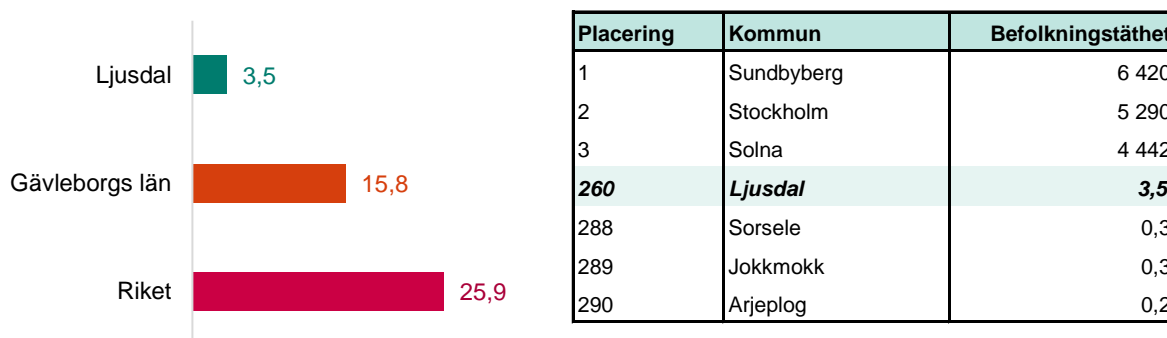 Ljusdal 3,5
Gävleborgs län 15,8
Riket 25,9
Placering Kommun Befolkningstäthet
1 Sundbyberg 6 420
2 Stockholm 5 290
3 Solna 4 442
260 Ljusdal 3,5
288 Sorsele 0,3
289 Jokkmokk 0,3
290 Arjeplog 0,2